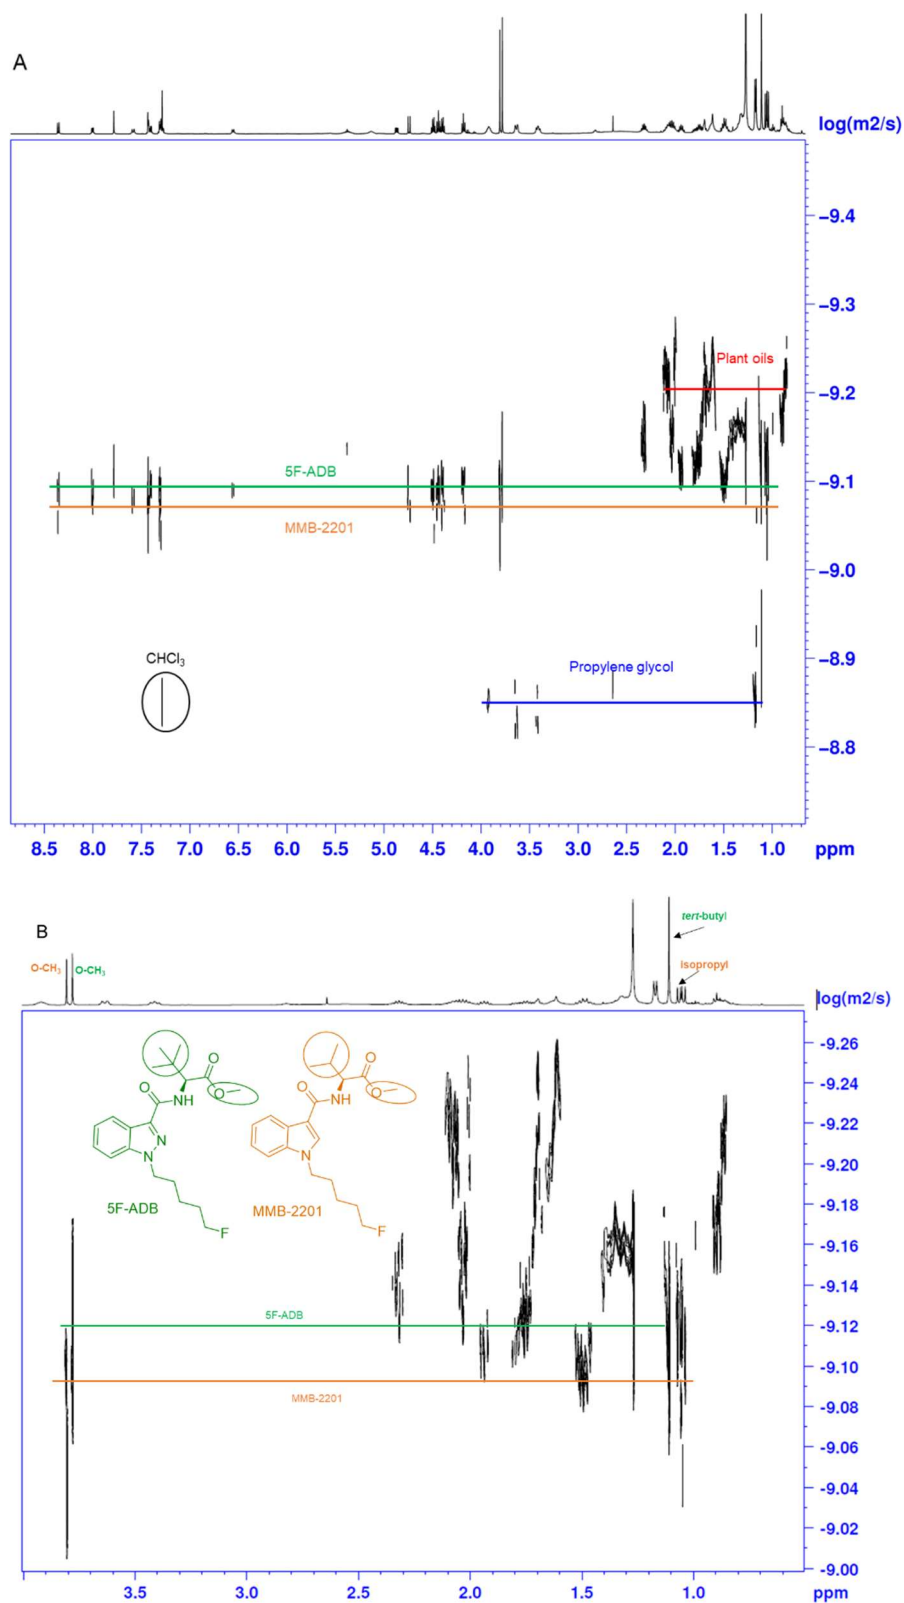 A
log(m2/s)
−9.4
−9.3
Plant oils
−9.2
5F-ADB
−9.1
MMB-2201
−9.0
CHCl3
−8.9
Propylene glycol
−8.8
8.5 8.0 7.5 7.0 6.5 6.0 5.5 5.0 4.5 4.0 3.5 3.0 2.5 2.0 1.5 1.0 ppm
B
tert-butyl
O-CH3 O-CH3
isopropyl
log(m2/s)
-9.26
-9.24
-9.22
-9.20
-9.18
-9.16
-9.14
-9.12
-9.10
-9.08
-9.06
-9.04
-9.02
-9.00
O
O
O
NH
N
N
F
5F-ADB
O
O
O
NH
N
F
MMB-2201
5F-ADB
MMB-2201
3.5 3.0 2.5 2.0 1.5 1.0 ppm